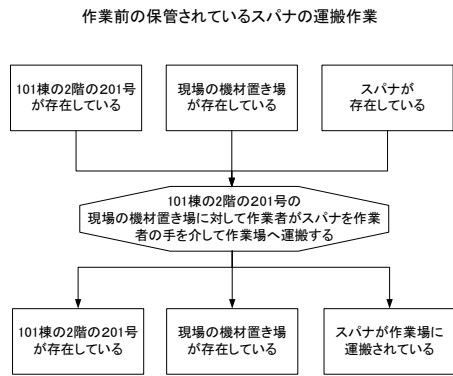 作業前の保管されているスパナの運搬作業
101棟の2階の201号
が存在している
現場の機材置き場
が存在している
スパナが
存在している
101棟の2階の201号の
現場の機材置き場に対して作業者がスパナを作業
者の手を介して作業場へ運搬する
101棟の2階の201号
が存在している
現場の機材置き場
が存在している
スパナが作業場に
運搬されている